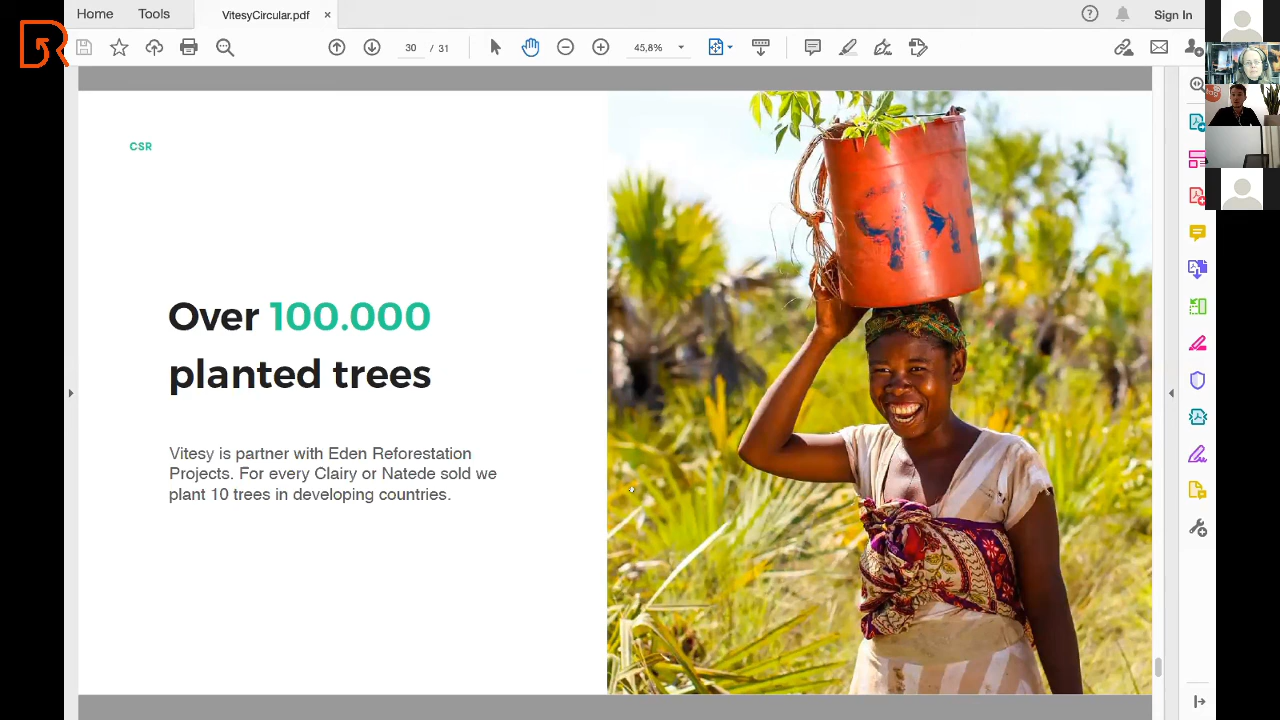 Home Tools VitesyCircular.pdf × Sign In
30 / 31 45,8%
CSR
Over 100.000
planted trees
Vitesy is partner with Eden Reforestation
Projects. For every Clairy or Natede sold we
plant 10 trees in developing countries.